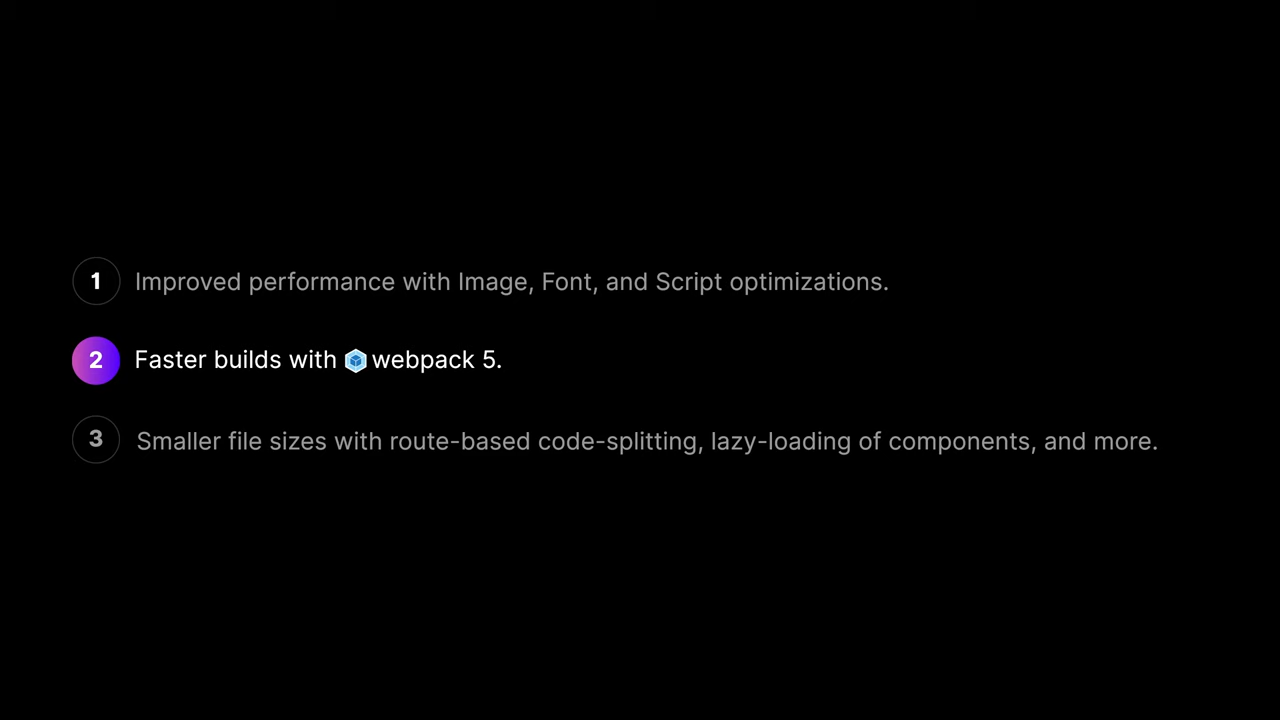 1 Improved performance with Image, Font, and Script optimizations.
2 Faster builds with webpack 5.
3 Smaller file sizes with route-based code-splitting, lazy-loading of components, and more.